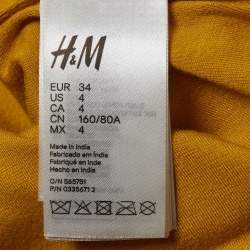 H&M
EUR 34
US 4
CA 4
CN 160/80A
MX 4
Made in India
Fabricado em Índia
Fabriqué en Inde
Hecho en India
O/N 565781
P/N 0335671 2